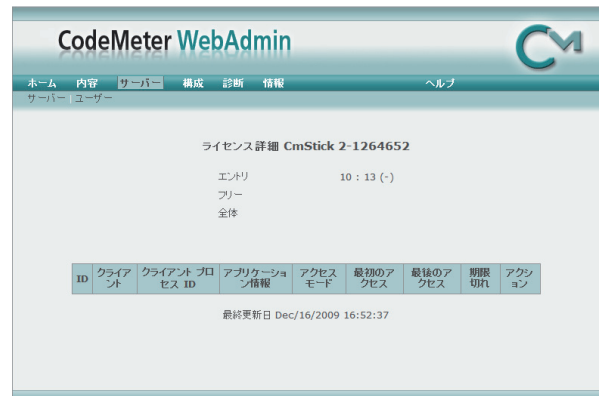 CodeMeter WebAdmin
CM
ホーム 内容 サーバー 構成 診断 情報 ヘルプ
サーバー | ユーザー
ライセンス詳細 CmStick 2-1264652
エントリ 10 : 13 (-)
フリー
全体
ID クライアント クライアント プロセス ID アプリケーション情報 アクセスモード 最初のアクセス 最後のアクセス 期限切れ アクション
最終更新日 Dec/16/2009 16:52:37